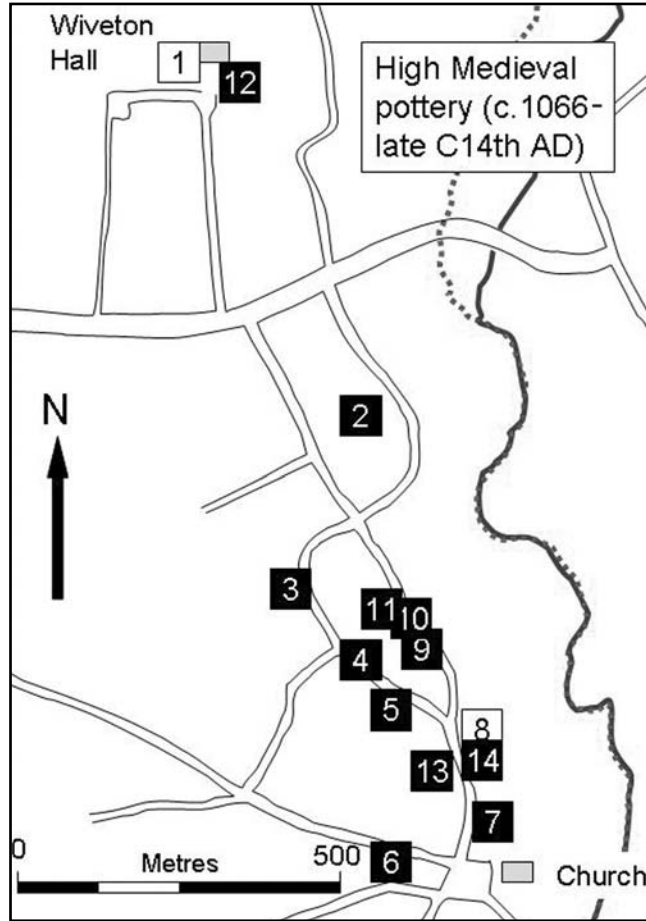 Wiveton
Hall
1
12
High Medieval
pottery (c.1066-
late C14th AD)
N
2
3
11
10
9
4
5
8
14
13
7
6
0
Metres
500
Church